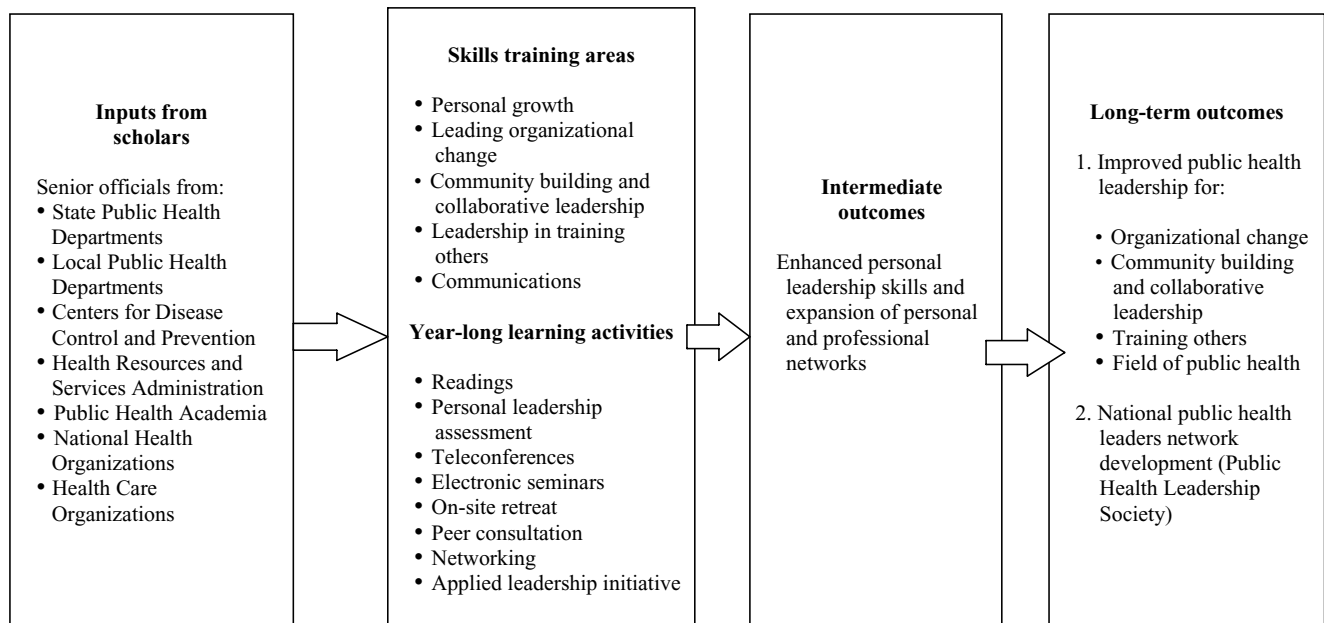 Inputs from
scholars
Senior officials from:
• State Public Health
Departments
• Local Public Health
Departments
• Centers for Disease
Control and Prevention
• Health Resources and
Services Administration
• Public Health Academia
• National Health
Organizations
• Health Care
Organizations
Skills training areas
• Personal growth
• Leading organizational
change
• Community building and
collaborative leadership
• Leadership in training
others
• Communications
Year-long learning activities
• Readings
• Personal leadership
assessment
• Teleconferences
• Electronic seminars
• On-site retreat
• Peer consultation
• Networking
• Applied leadership initiative
Intermediate
outcomes
Enhanced personal
leadership skills and
expansion of personal
and professional
networks
Long-term outcomes
1. Improved public health
leadership for:
• Organizational change
• Community building
and collaborative
leadership
• Training others
• Field of public health
2. National public health
leaders network
development (Public
Health Leadership
Society)